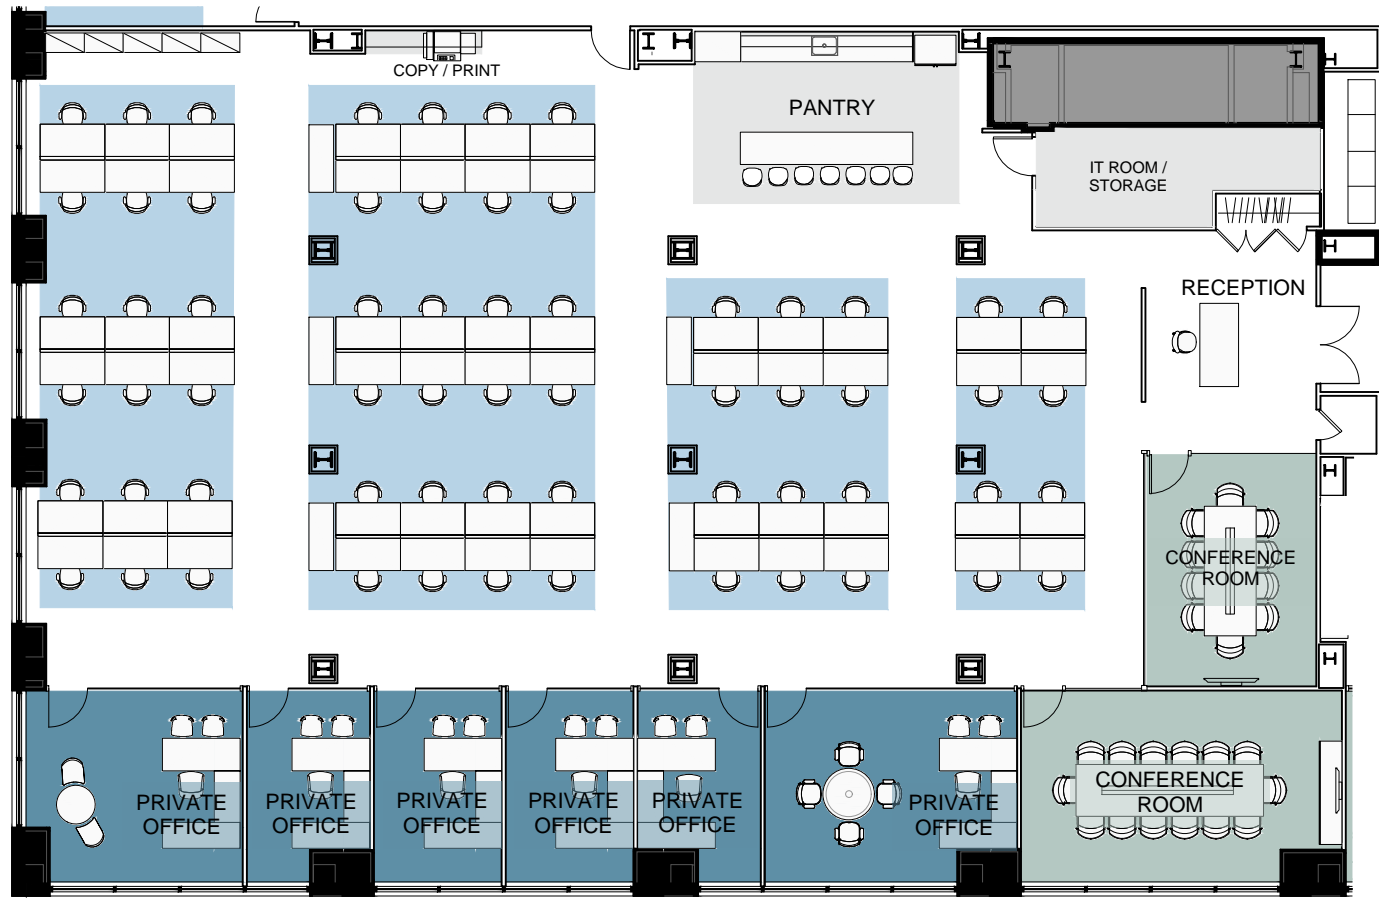 COPY / PRINT
PANTRY
IT ROOM /
STORAGE
RECEPTION
CONFERENCE
ROOM
PRIVATE
OFFICE
PRIVATE
OFFICE
PRIVATE
OFFICE
PRIVATE
OFFICE
PRIVATE
OFFICE
PRIVATE
OFFICE
CONFERENCE
ROOM